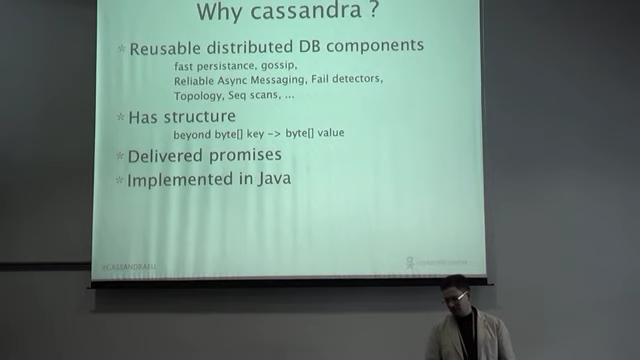 Why cassandra ?
* Reusable distributed DB components
fast persistance, gossip,
Reliable Async Messaging, Fail detectors,
Topology, Seq scans, ...
* Has structure
beyond byte[] key -> byte[] value
* Delivered promises
* Implemented in Java
#CASSANDRAEU